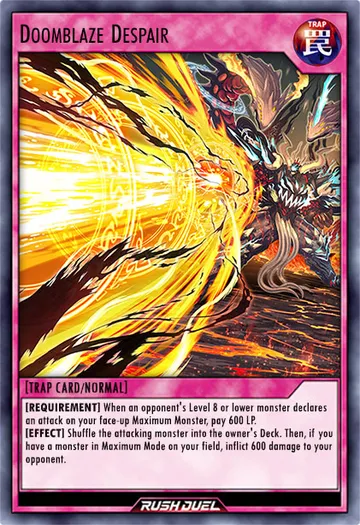 DOOMBLAZE DESPAIR
TRAP
罠
[TRAP CARD/NORMAL]
[REQUIREMENT] When an opponent's Level 8 or lower monster declares
an attack on your face-up Maximum Monster, pay 600 LP.
[EFFECT] Shuffle the attacking monster into the owner's Deck. Then, if you
have a monster in Maximum Mode on your field, inflict 600 damage to your
opponent.
RUSH DUEL